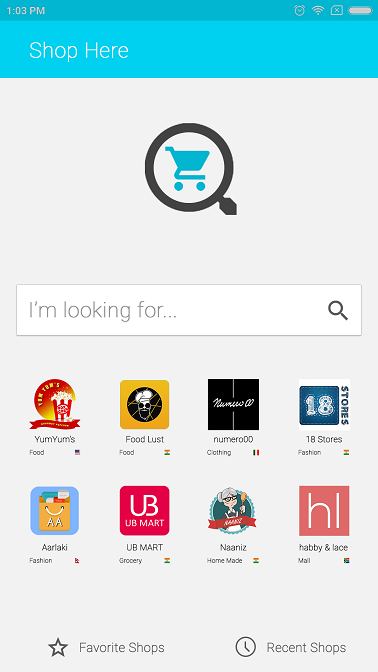 1:03 PM
Shop Here
I'm looking for...
YUM YUM'S
Numero00
18
STORES
YumYum's
Food Lust
numero00
18 Stores
Food
Food
Clothing
Fashion
AA
UB
UB MART
NAANIZ
hl
Aarlaki
UB MART
Naaniz
habby & lace
Fashion
Grocery
Home Made
Mall
Favorite Shops
Recent Shops